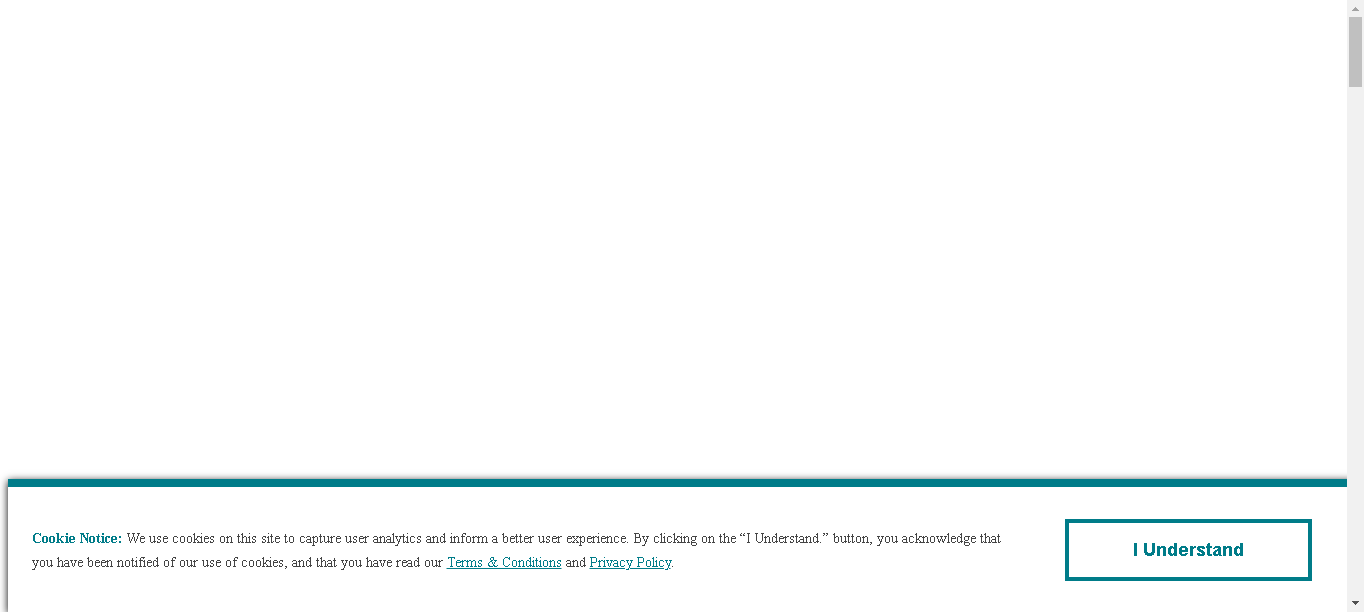 Cookie Notice: We use cookies on this site to capture user analytics and inform a better user experience. By clicking on the “I Understand.” button, you acknowledge that
you have been notified of our use of cookies, and that you have read our Terms & Conditions and Privacy Policy.
I Understand